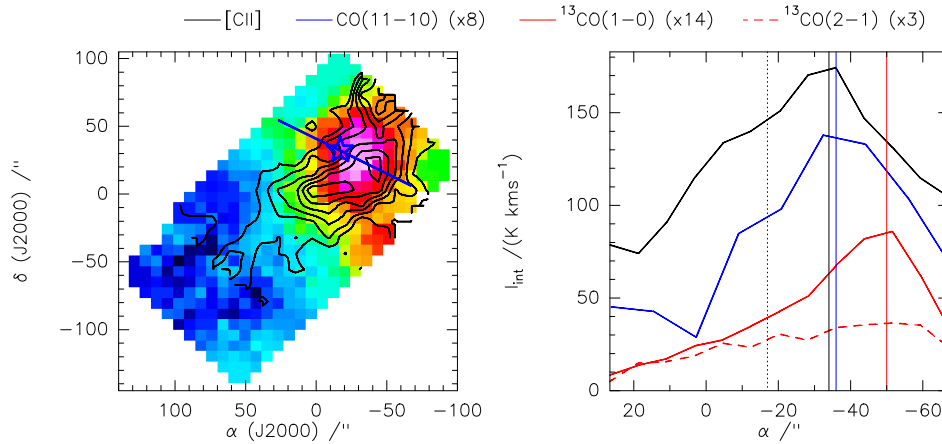 [CII] CO(11−10) (x8) ¹³CO(1−0) (x14) ¹³CO(2−1) (x3)
100
50
0
−50
−100
δ (J2000) /"
100 50 0 −50 −100
α (J2000) /"
150
100
50
0
I_int /(K kms⁻¹)
20 0 −20 −40 −60
α /"